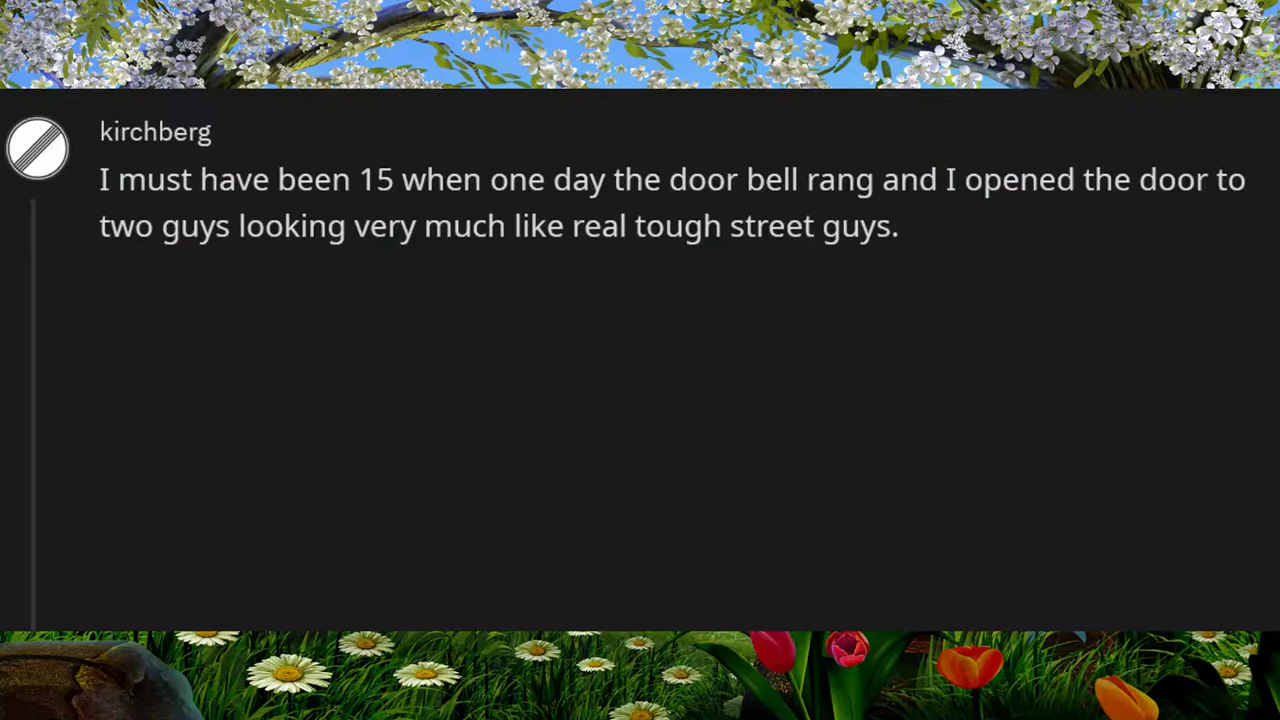 kirchberg
I must have been 15 when one day the door bell rang and I opened the door to
two guys looking very much like real tough street guys.